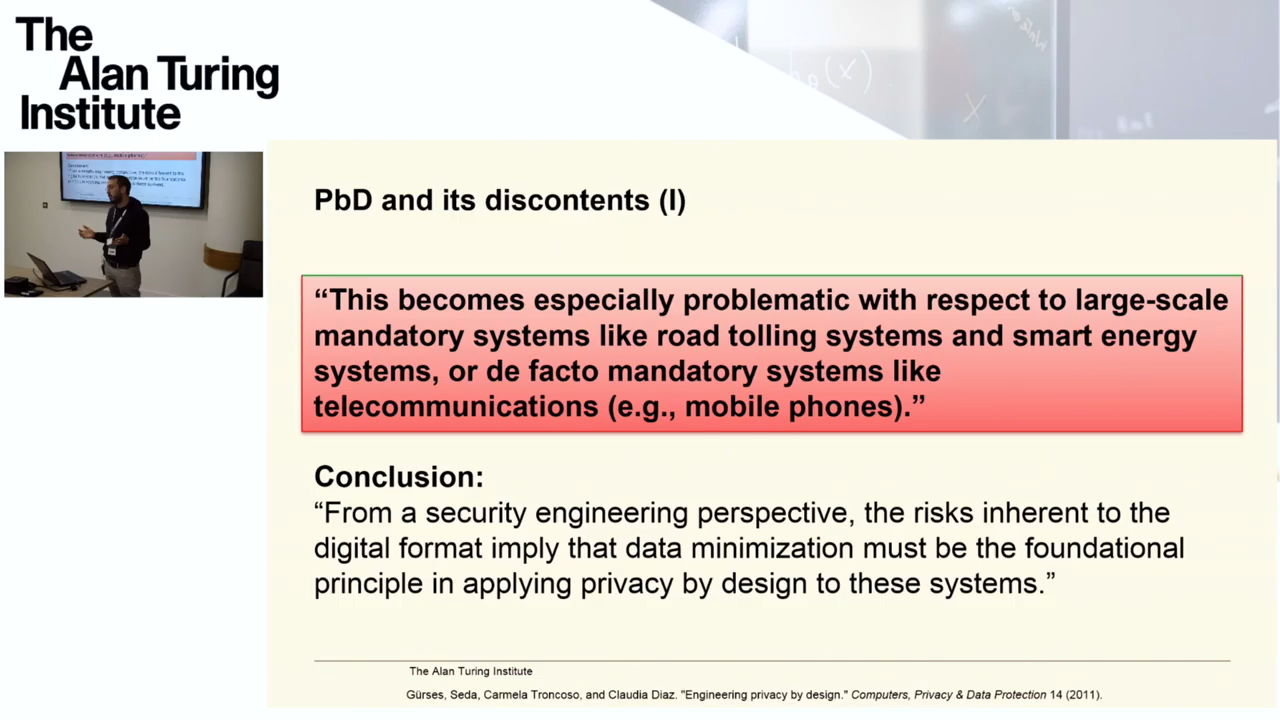 The
Alan Turing
Institute
PbD and its discontents (I)
“This becomes especially problematic with respect to large-scale
mandatory systems like road tolling systems and smart energy
systems, or de facto mandatory systems like
telecommunications (e.g., mobile phones).”
Conclusion:
“From a security engineering perspective, the risks inherent to the
digital format imply that data minimization must be the foundational
principle in applying privacy by design to these systems.”
The Alan Turing Institute
Gürses, Seda, Carmela Troncoso, and Claudia Diaz. "Engineering privacy by design." Computers, Privacy & Data Protection 14 (2011).